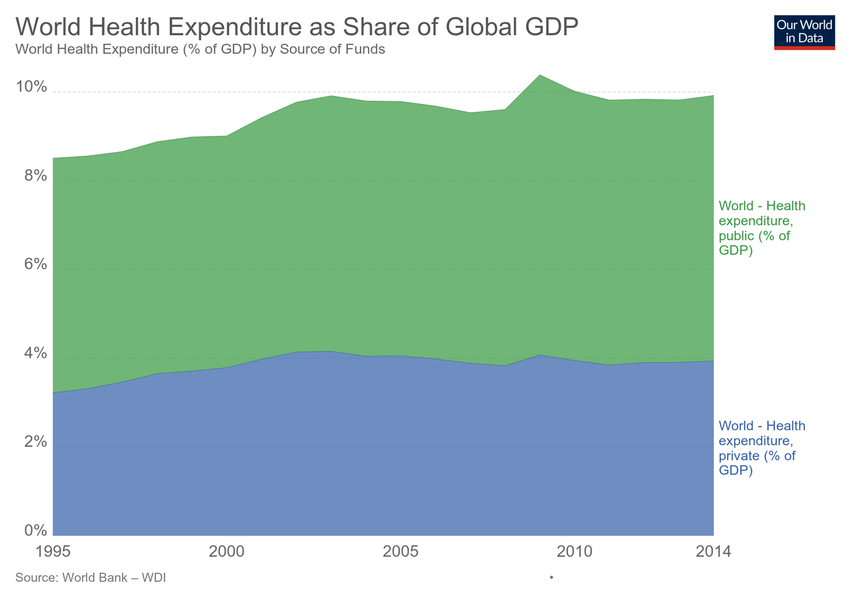 World Health Expenditure as Share of Global GDP
World Health Expenditure (% of GDP) by Source of Funds
Our World
in Data
10%
8%
6%
4%
2%
0%
World - Health
expenditure,
public (% of
GDP)
World - Health
expenditure,
private (% of
GDP)
1995
2000
2005
2010
2014
Source: World Bank – WDI